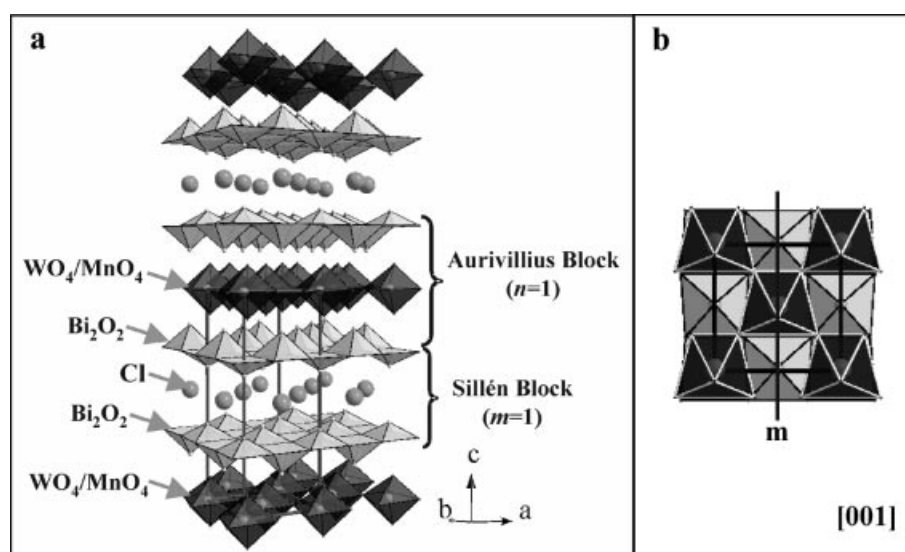 a
WO₄/MnO₄
Bi₂O₂
Cl
Bi₂O₂
WO₄/MnO₄
Aurivillius Block
(n=1)
Sillén Block
(m=1)
c
b
a
b
m
[001]